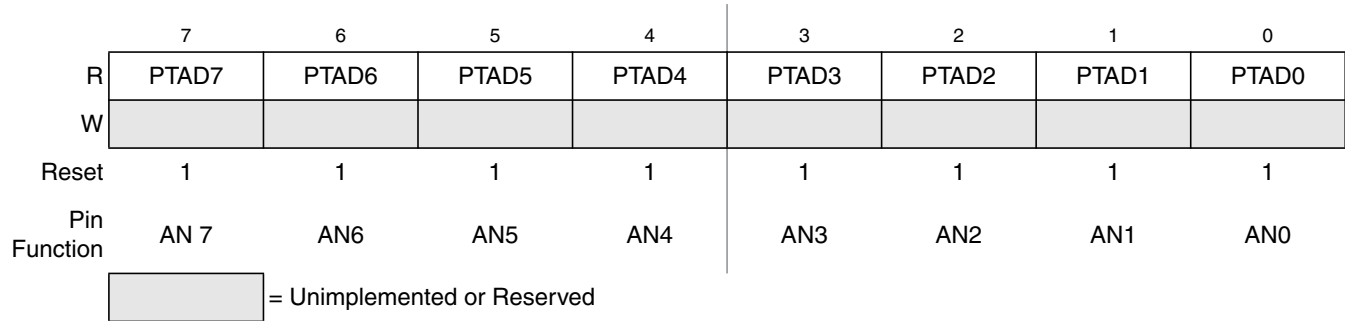 7 6 5 4 3 2 1 0
R PTAD7 PTAD6 PTAD5 PTAD4 PTAD3 PTAD2 PTAD1 PTAD0
W
Reset 1 1 1 1 1 1 1 1
Pin
Function AN 7 AN6 AN5 AN4 AN3 AN2 AN1 AN0
= Unimplemented or Reserved